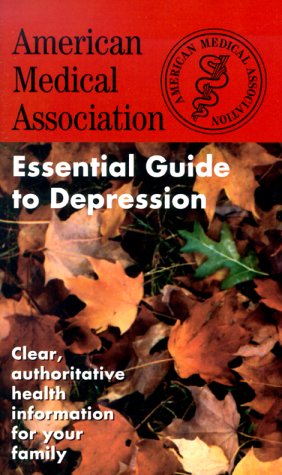 American
Medical
Association
AMERICAN MEDICAL ASSOCIATION
Essential Guide
to Depression
Clear,
authoritative
health
information
for your
family